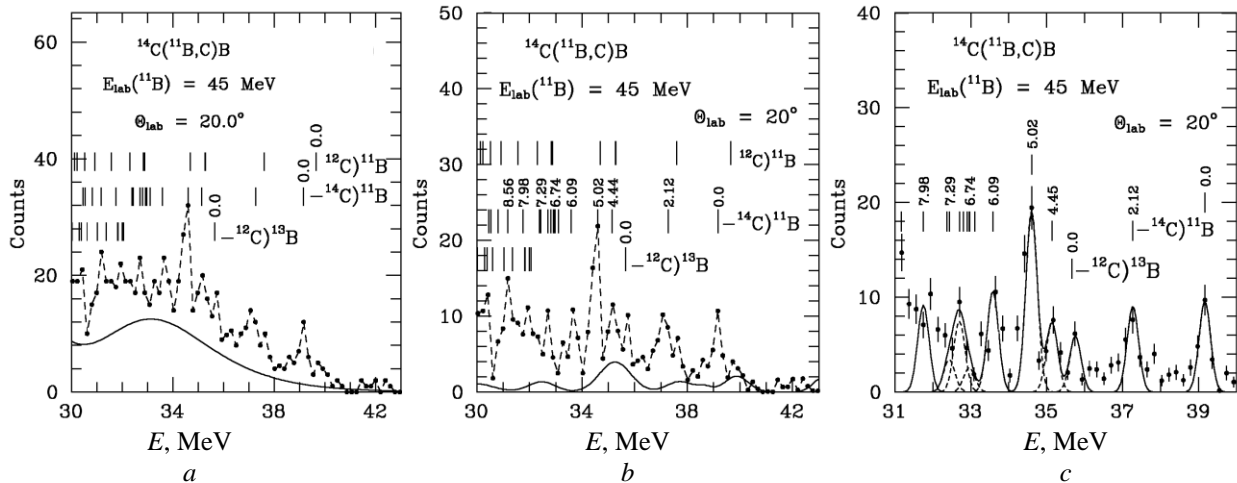 60
40
20
0
Counts
¹⁴C(¹¹B,C)B
E_lab(¹¹B) = 45 MeV
Θ_lab = 20.0°
0.0
¹²C)¹¹B
0.0
−¹⁴C)¹¹B
0.0
−¹²C)¹³B
30 34 38 42
E, MeV
a
50
40
30
20
10
0
Counts
¹⁴C(¹¹B,C)B
E_lab(¹¹B) = 45 MeV
Θ_lab = 20°
0.0
¹²C)¹¹B
8.56 7.98 7.29 6.74 6.09 5.02 4.44 2.12 0.0
−¹⁴C)¹¹B
0.0
−¹²C)¹³B
30 34 38 42
E, MeV
b
40
30
20
10
0
Counts
¹⁴C(¹¹B,C)B
E_lab(¹¹B) = 45 MeV
Θ_lab = 20°
7.98 7.29 6.74 6.09 5.02 4.45 2.12 0.0
−¹⁴C)¹¹B
0.0
−¹²C)¹³B
31 33 35 37 39
E, MeV
c